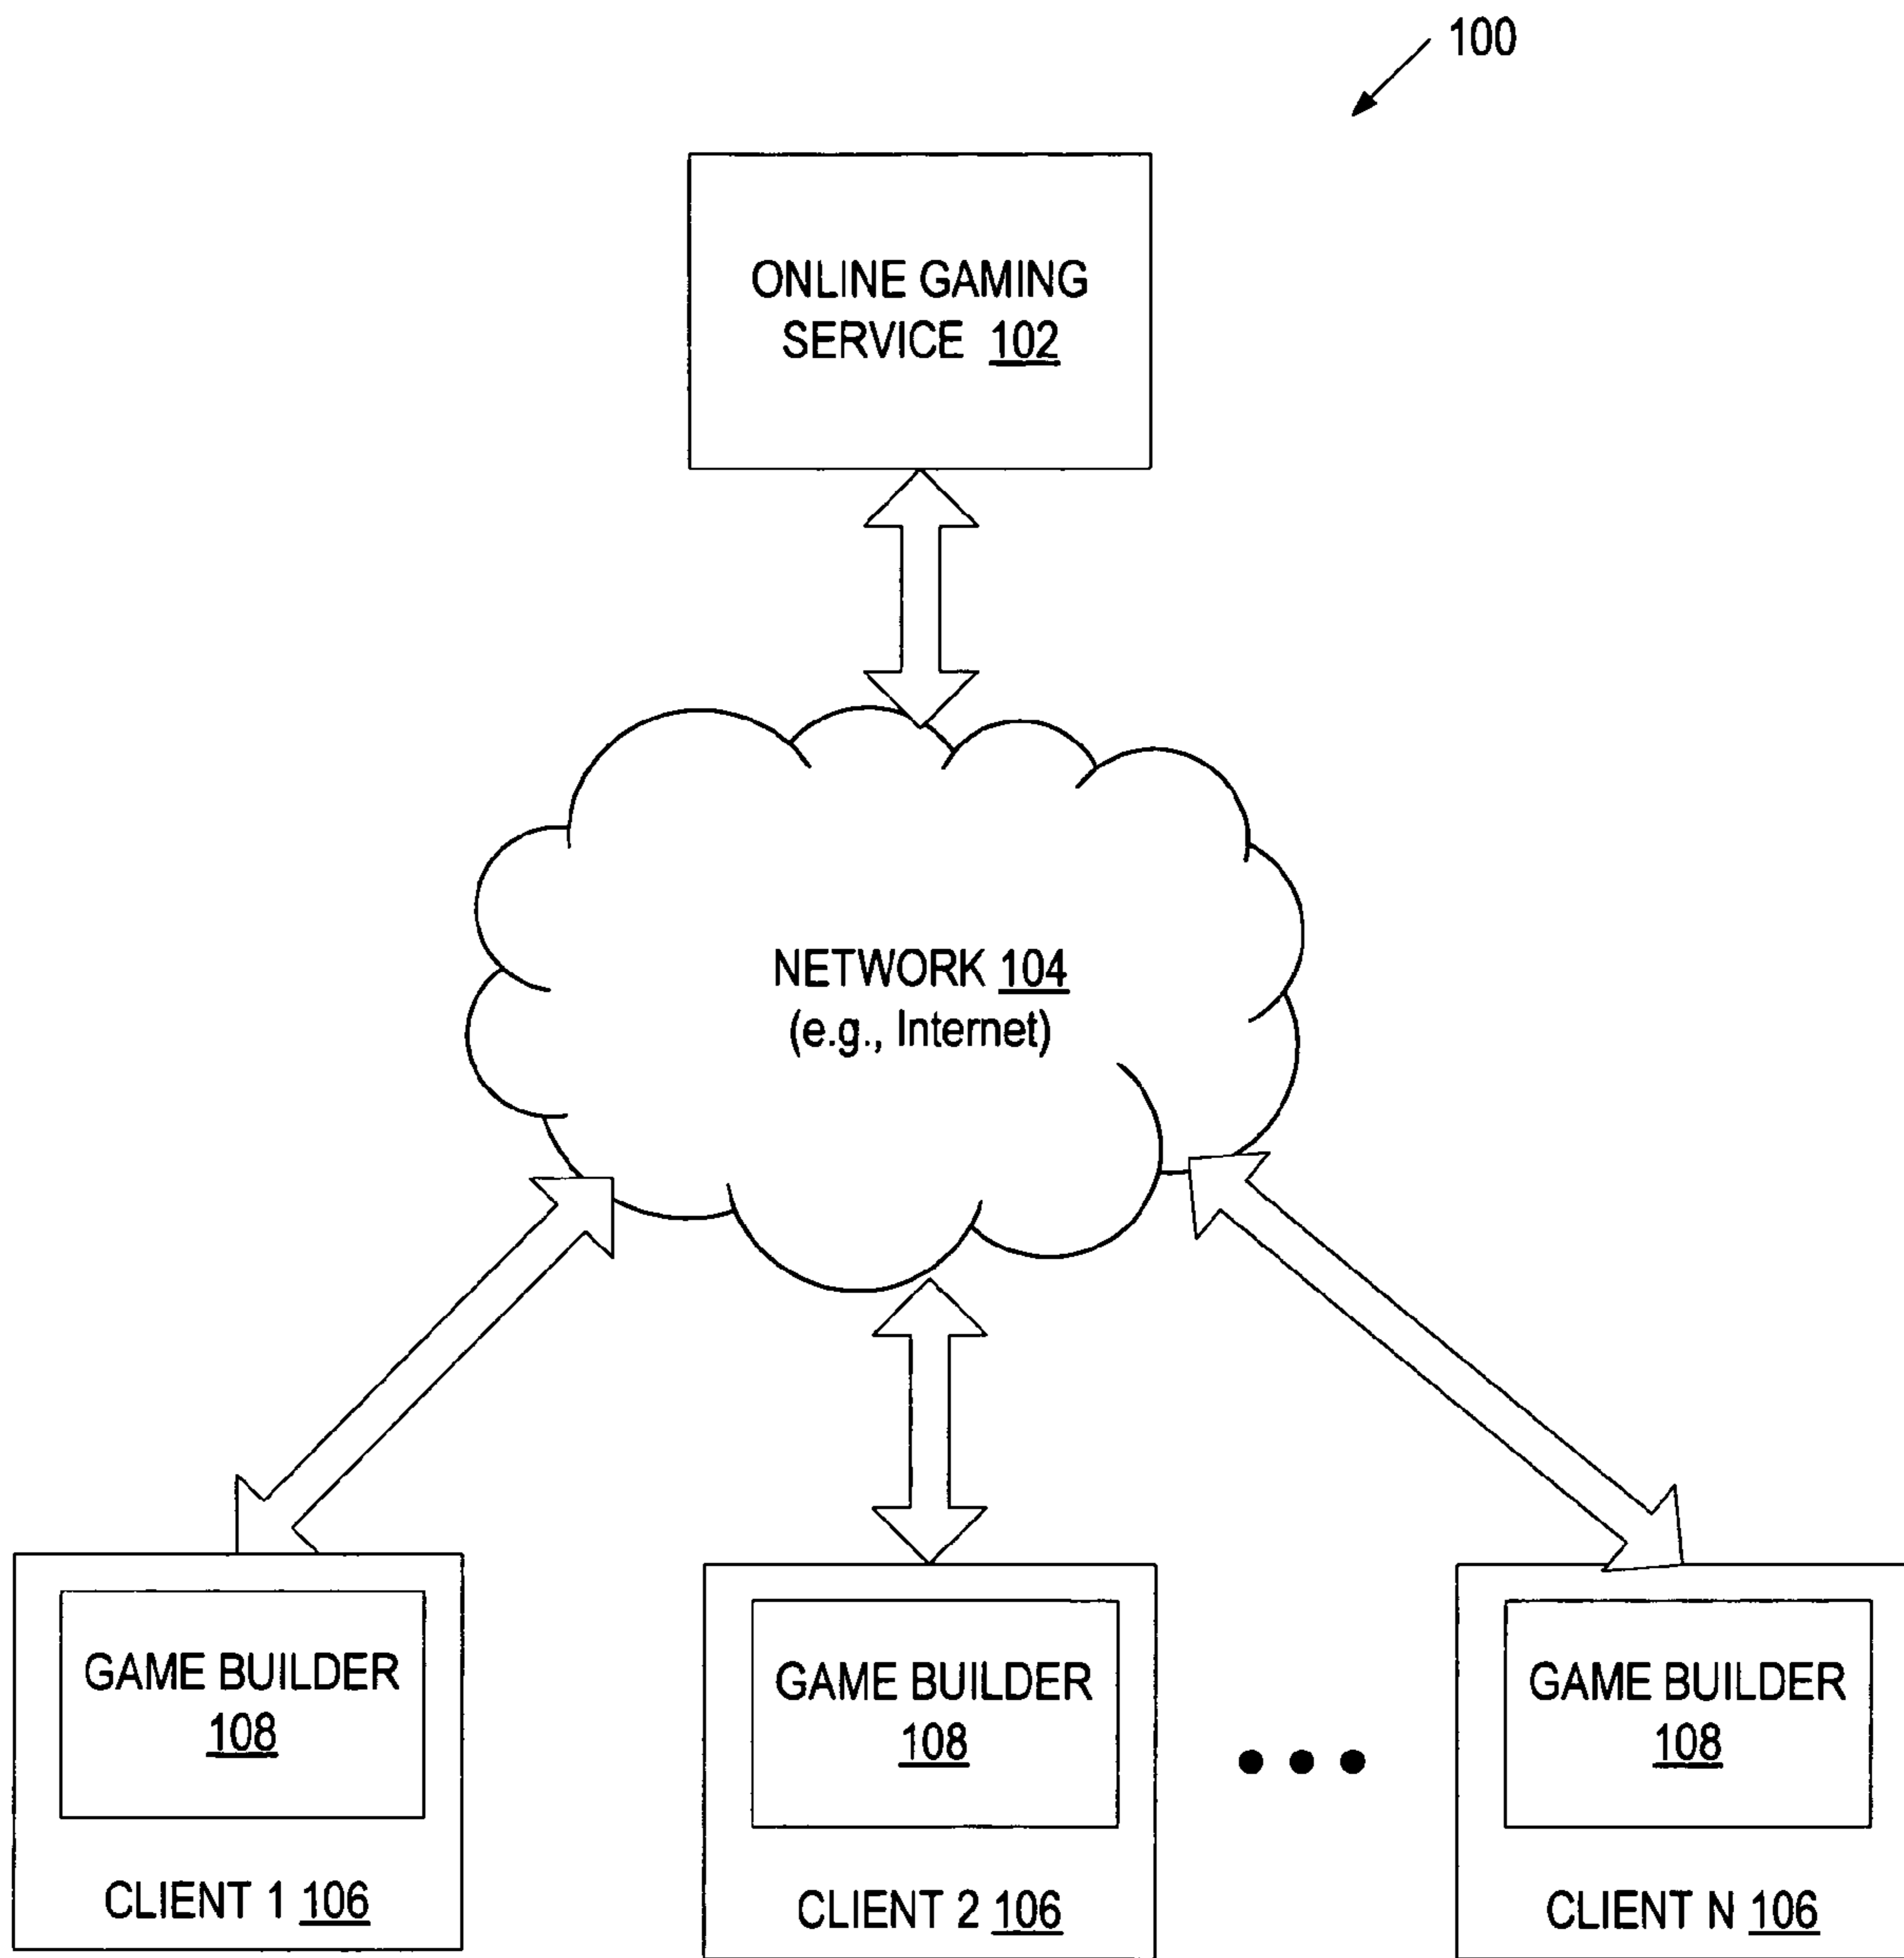 100
ONLINE GAMING
SERVICE 102
NETWORK 104
(e.g., Internet)
GAME BUILDER
108
CLIENT 1 106
GAME BUILDER
108
CLIENT 2 106
GAME BUILDER
108
CLIENT N 106